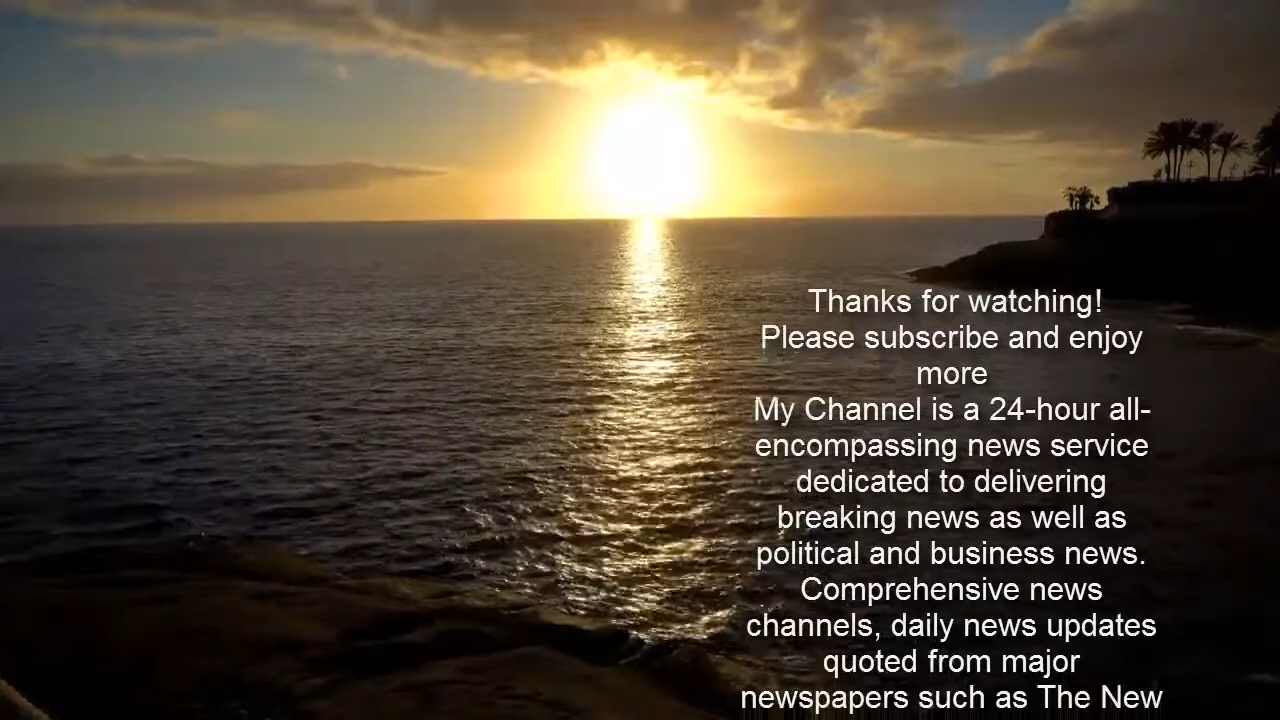 Thanks for watching!
Please subscribe and enjoy
more
My Channel is a 24-hour all-
encompassing news service
dedicated to delivering
breaking news as well as
political and business news.
Comprehensive news
channels, daily news updates
quoted from major
newspapers such as The New